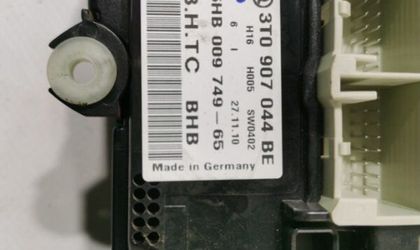 3T0 907 044 BE
H16 H005 SW0402
6 I 27.11.10
5HB 009 749-65
B.H.TC BHB
Made in Germany